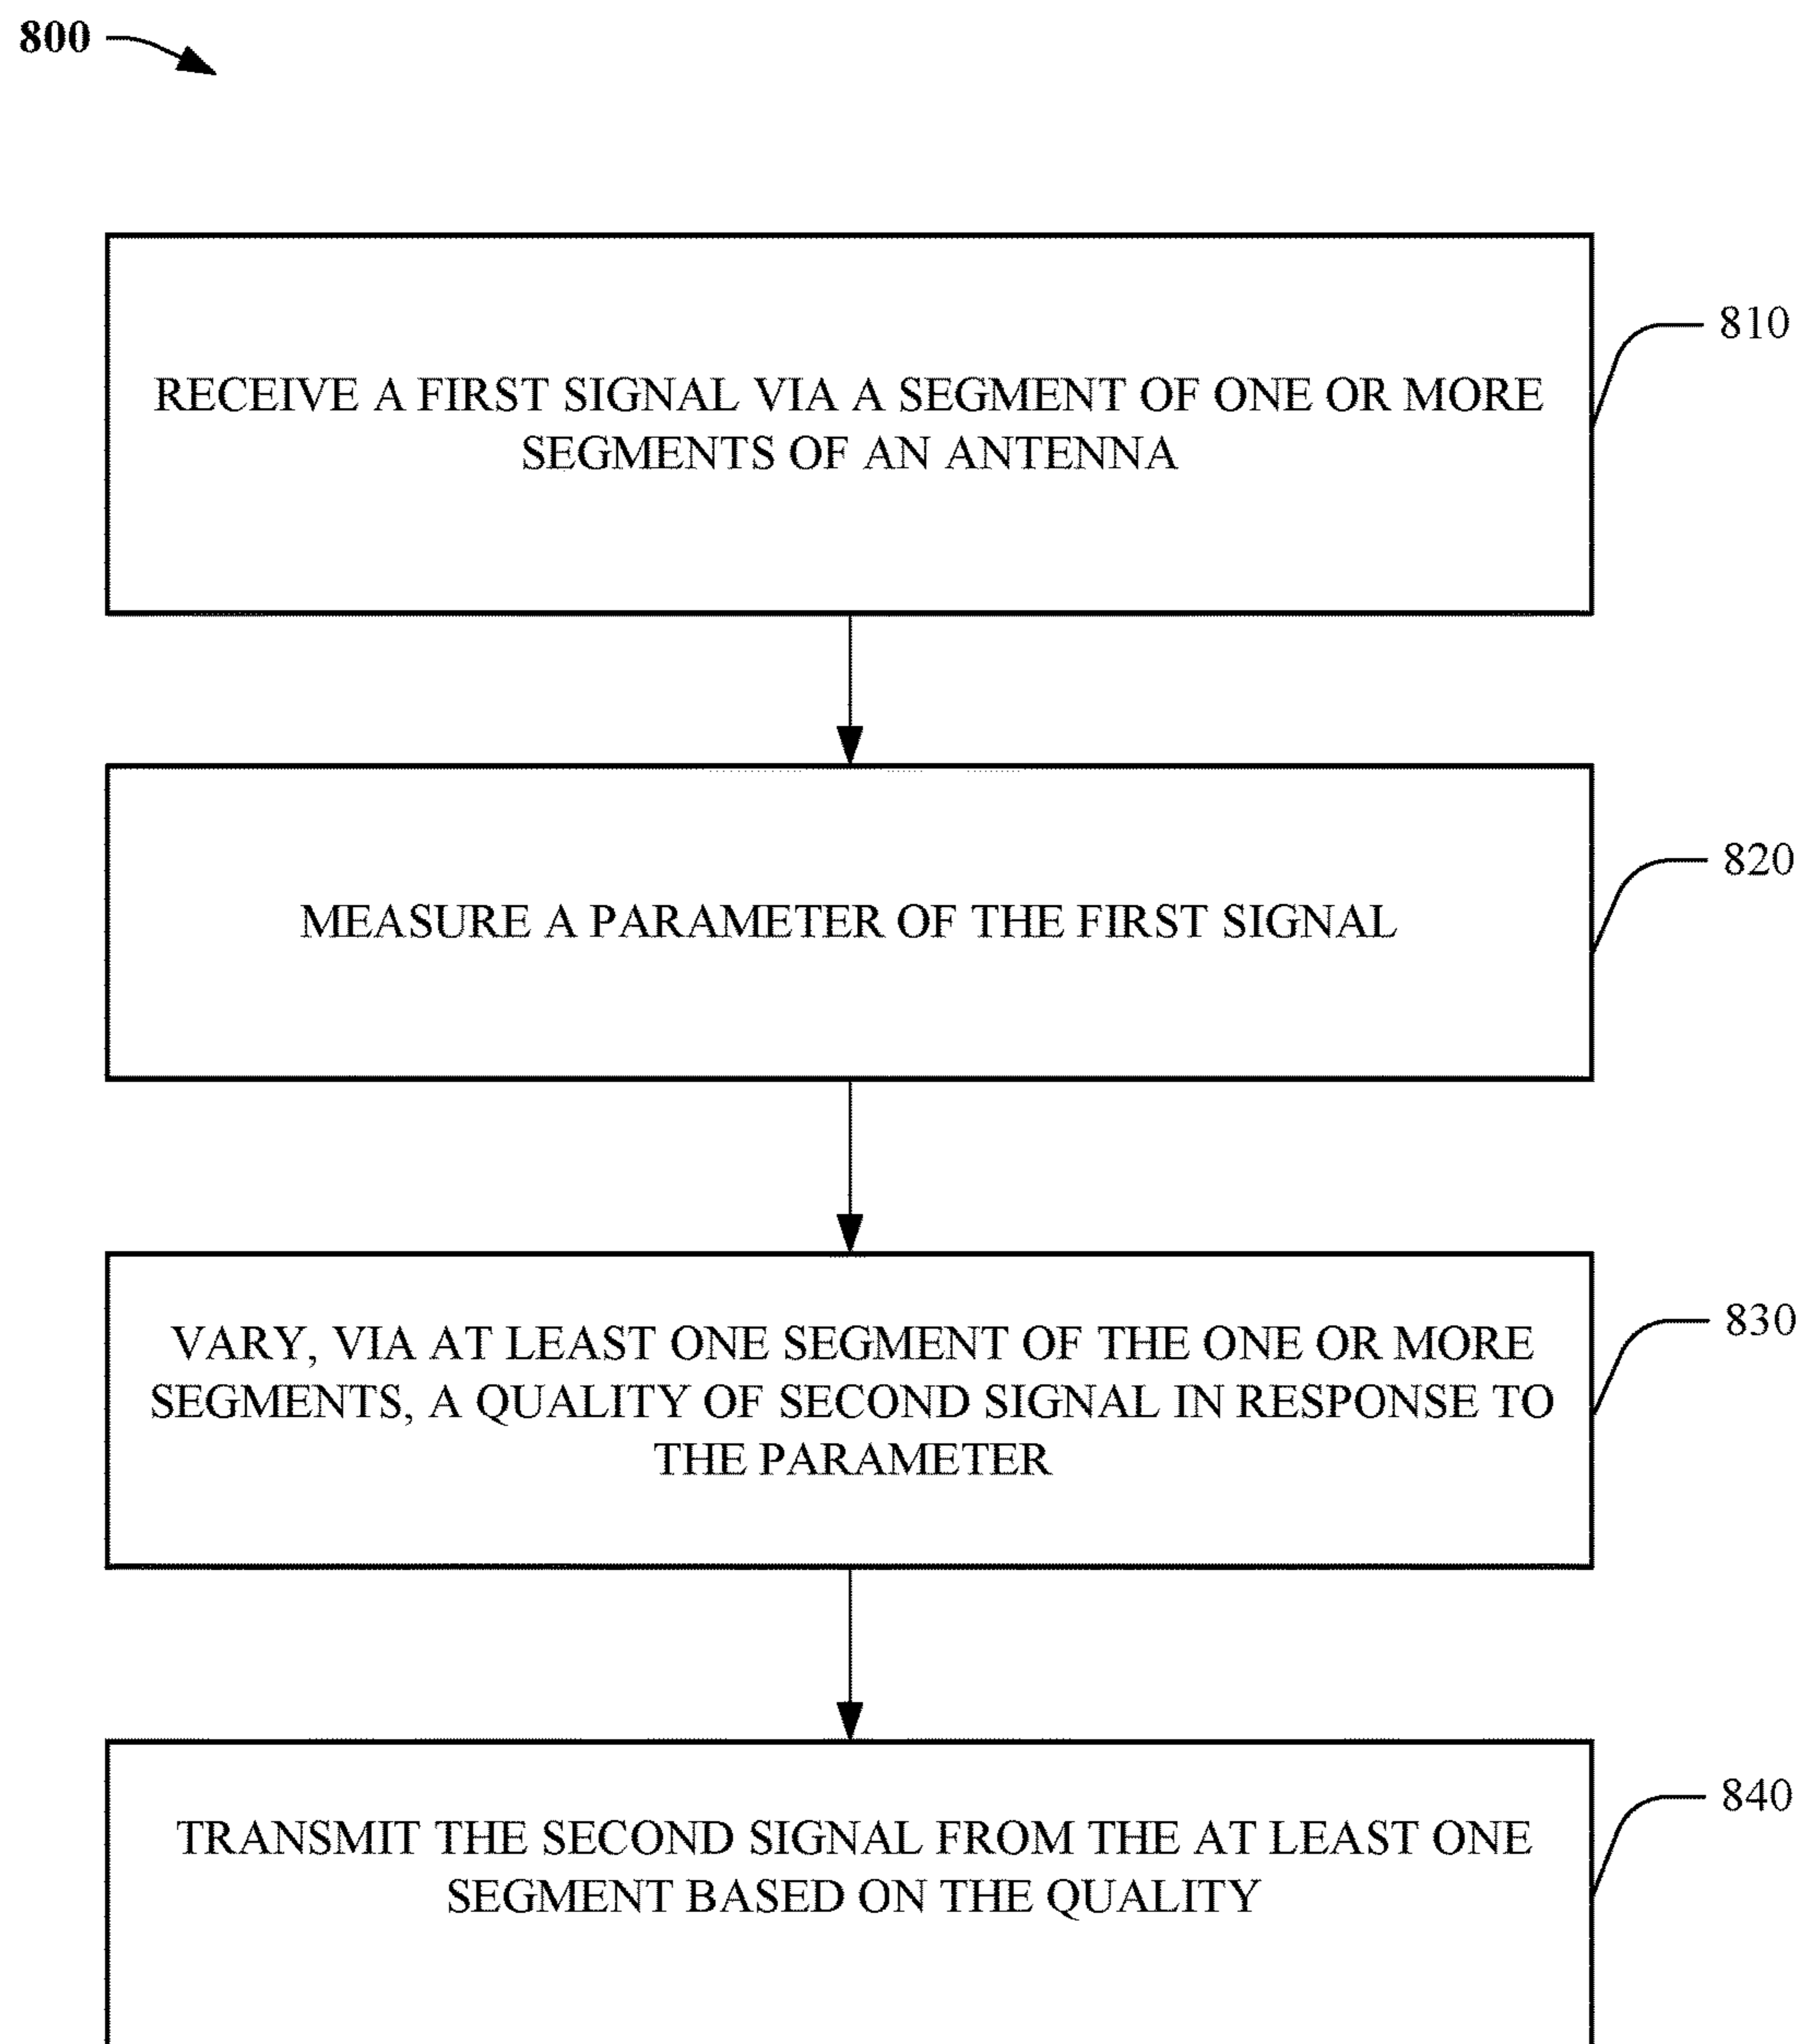 800
RECEIVE A FIRST SIGNAL VIA A SEGMENT OF ONE OR MORE
SEGMENTS OF AN ANTENNA
810
MEASURE A PARAMETER OF THE FIRST SIGNAL
820
VARY, VIA AT LEAST ONE SEGMENT OF THE ONE OR MORE
SEGMENTS, A QUALITY OF SECOND SIGNAL IN RESPONSE TO
THE PARAMETER
830
TRANSMIT THE SECOND SIGNAL FROM THE AT LEAST ONE
SEGMENT BASED ON THE QUALITY
840